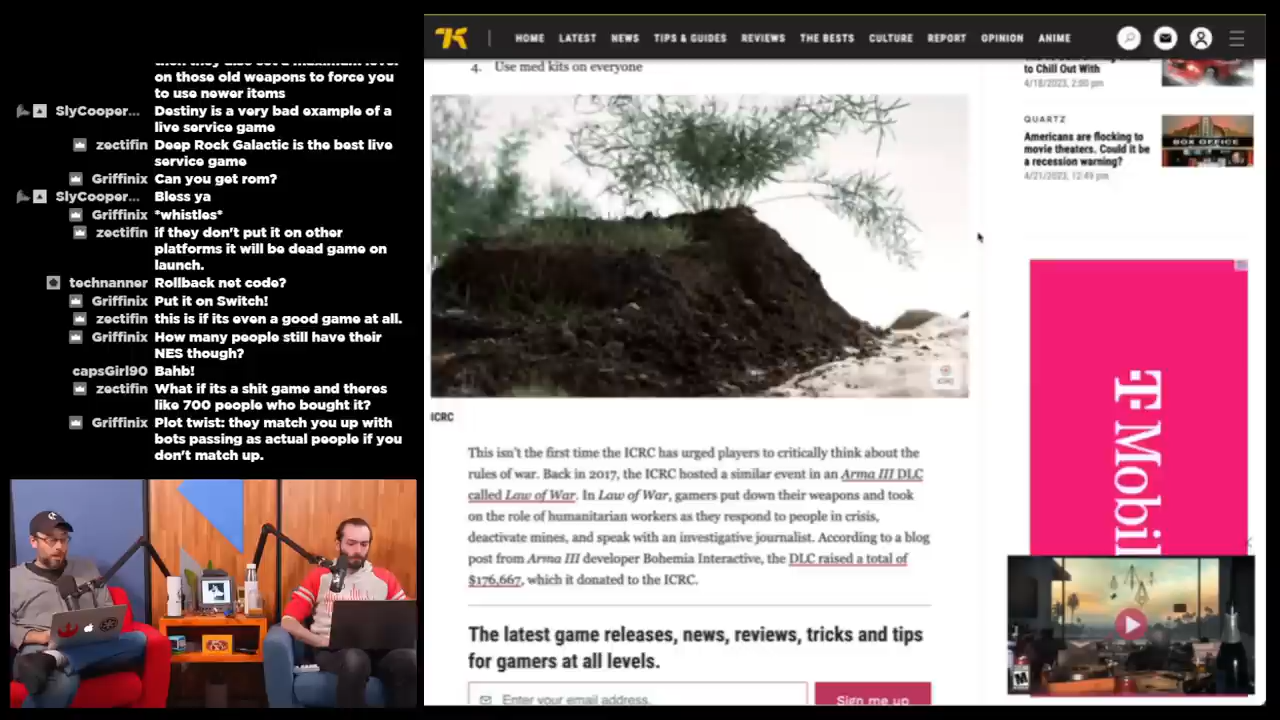 on those old weapons to force you
to use newer items
SlyCooper... Destiny is a very bad example of a
live service game
zectifin Deep Rock Galactic is the best live
service game
Griffinix Can you get rom?
SlyCooper... Bless ya
Griffinix *whistles*
zectifin if they don't put it on other
platforms it will be dead game on
launch.
technanner Rollback net code?
Griffinix Put it on Switch!
zectifin this is if its even a good game at all.
Griffinix How many people still have their
NES though?
capsGirl90 Bahb!
zectifin What if its a shit game and theres
like 700 people who bought it?
Griffinix Plot twist: they match you up with
bots passing as actual people if you
don't match up.
HOME LATEST NEWS TIPS & GUIDES REVIEWS THE BESTS CULTURE REPORT OPINION ANIME
4. Use med kits on everyone
ICRC
ICRC
This isn't the first time the ICRC has urged players to critically think about the
rules of war. Back in 2017, the ICRC hosted a similar event in an Arma III DLC
called Law of War. In Law of War, gamers put down their weapons and took
on the role of humanitarian workers as they respond to people in crisis,
deactivate mines, and speak with an investigative journalist. According to a blog
post from Arma III developer Bohemia Interactive, the DLC raised a total of
$176,667, which it donated to the ICRC.
The latest game releases, news, reviews, tricks and tips
for gamers at all levels.
Enter your email address
Sign me up
to Chill Out With
4/18/2023, 2:00 pm
QUARTZ
Americans are flocking to
movie theaters. Could it be
a recession warning?
4/21/2023, 12:49 pm
BOX OFFICE
T Mobil
M